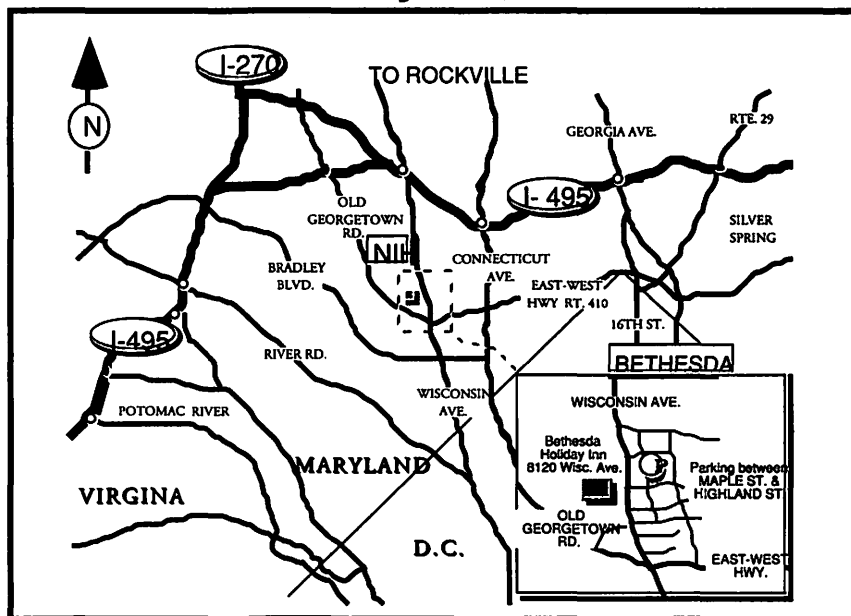 I-270
TO ROCKVILLE
N
GEORGIA AVE.
RTE. 29
I- 495
OLD
GEORGETOWN
RD.
NIH
SILVER
SPRING
BRADLEY
BLVD.
CONNECTICUT
AVE.
EAST-WEST
HWY RT. 410
16TH ST.
I-495
RIVER RD.
BETHESDA
POTOMAC RIVER
WISCONSIN
AVE.
MARYLAND
VIRGINA
D.C.
WISCONSIN AVE.
Bethesda
Holiday Inn
8120 Wisc. Ave.
P
Parking between
MAPLE ST. &
HIGHLAND ST
OLD
GEORGETOWN
RD.
EAST-WEST
HWY.